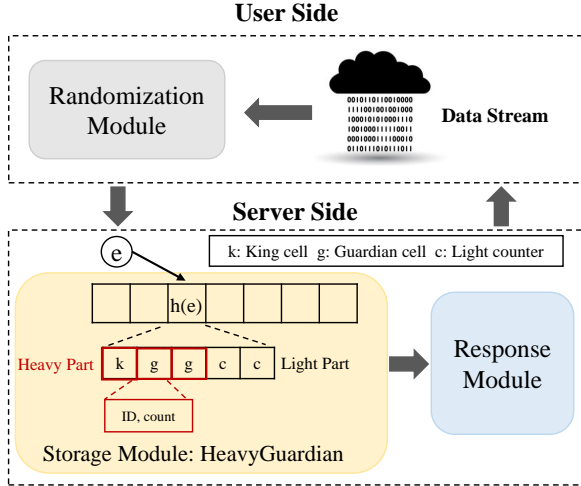 User Side
Randomization
Module
Data Stream
Server Side
k: King cell g: Guardian cell c: Light counter
e
h(e)
Heavy Part
k g g c c
Light Part
ID, count
Storage Module: HeavyGuardian
Response
Module